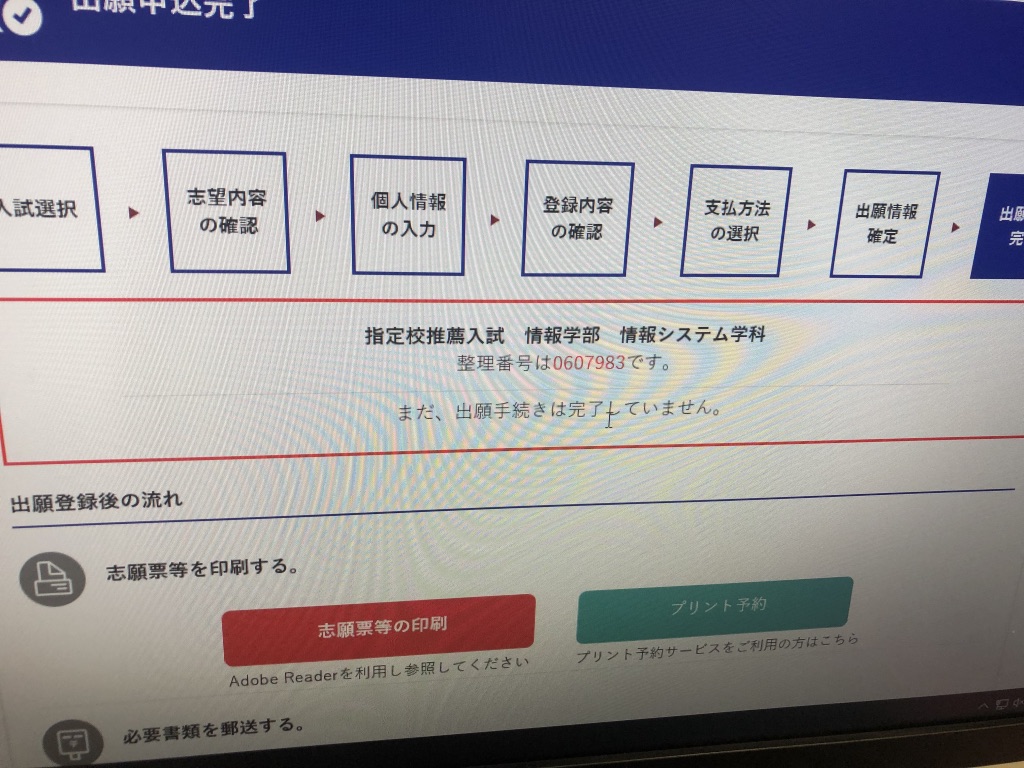 出願申込完了
入試選択
志望内容
の確認
個人情報
の入力
登録内容
の確認
支払方法
の選択
出願情報
確定
出願
完
指定校推薦入試 情報学部 情報システム学科
整理番号は0607983です。
まだ、出願手続きは完了していません。
出願登録後の流れ
志願票等を印刷する。
志願票等の印刷
プリント予約
Adobe Readerを利用し参照してください
プリント予約サービスをご利用の方はこちら
必要書類を郵送する。